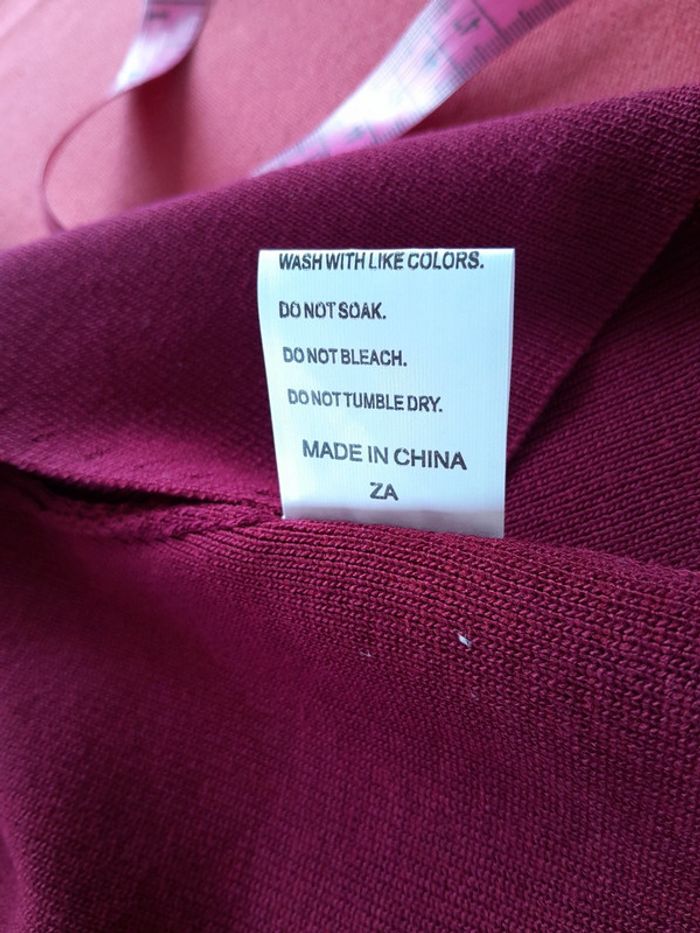 WASH WITH LIKE COLORS.
DO NOT SOAK.
DO NOT BLEACH.
DO NOT TUMBLE DRY.
MADE IN CHINA
ZA